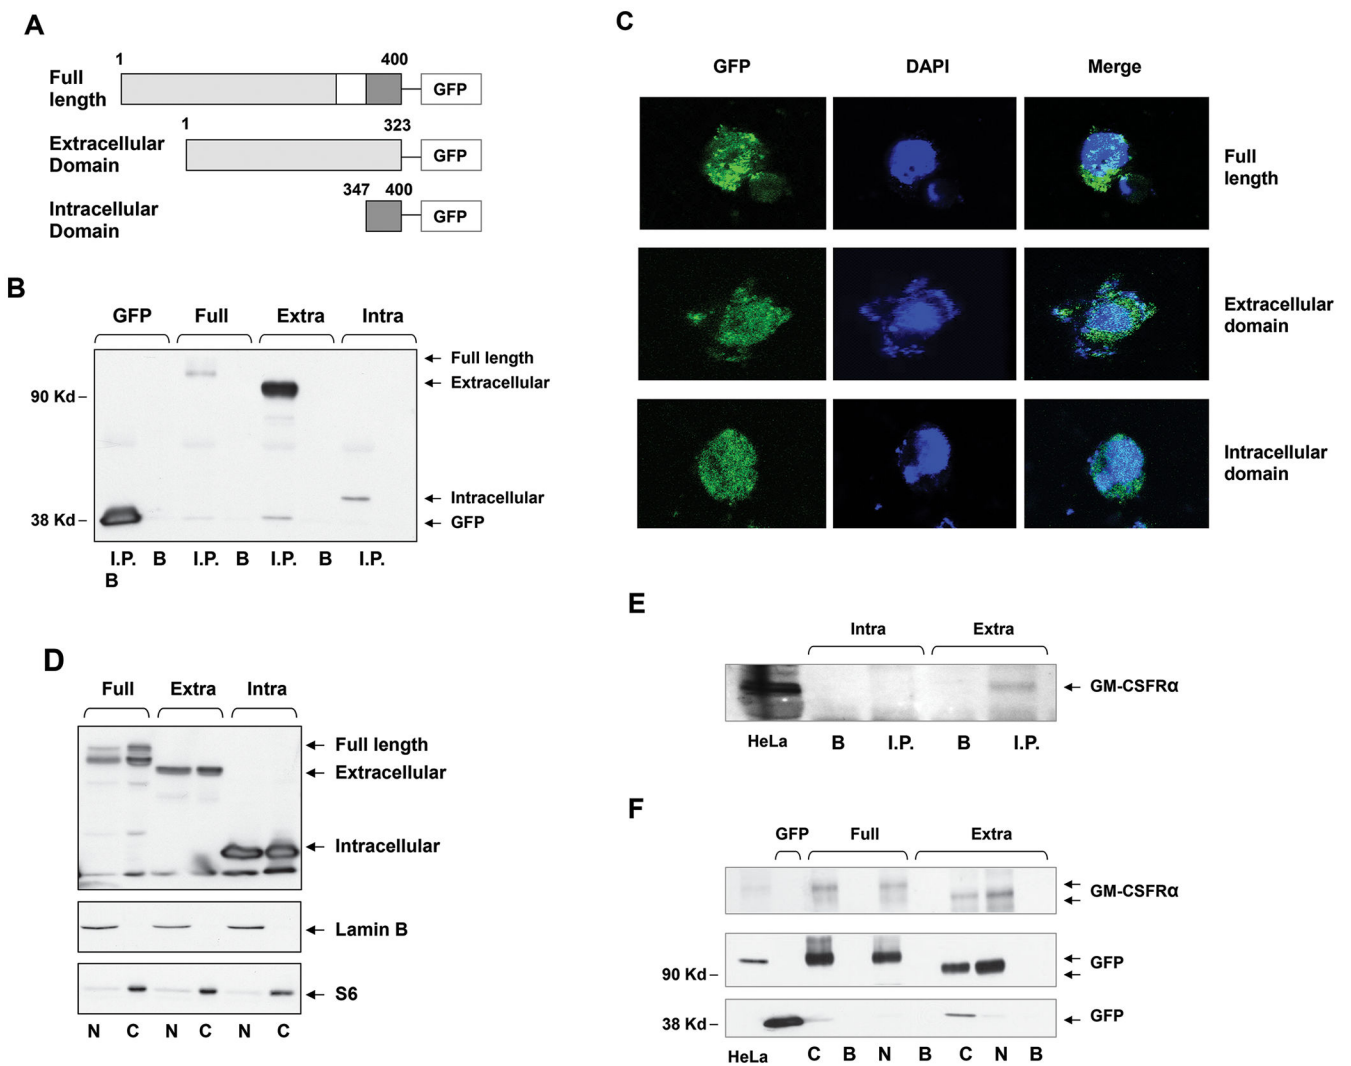 A
1
400
Full
length
GFP
1
323
Extracellular
Domain
GFP
347
400
Intracellular
Domain
GFP
B
GFP
Full
Extra
Intra
Full length
Extracellular
90 Kd
Intracellular
38 Kd
GFP
I.P.
B
I.P.
B
I.P.
B
I.P.
B
C
GFP
DAPI
Merge
Full
length
Extracellular
domain
Intracellular
domain
D
Full
Extra
Intra
Full length
Extracellular
Intracellular
Lamin B
S6
N
C
N
C
N
C
E
Intra
Extra
GM-CSFRα
HeLa
B
I.P.
B
I.P.
F
GFP
Full
Extra
GM-CSFRα
GFP
90 Kd
GFP
38 Kd
HeLa
C
B
N
B
C
N
B